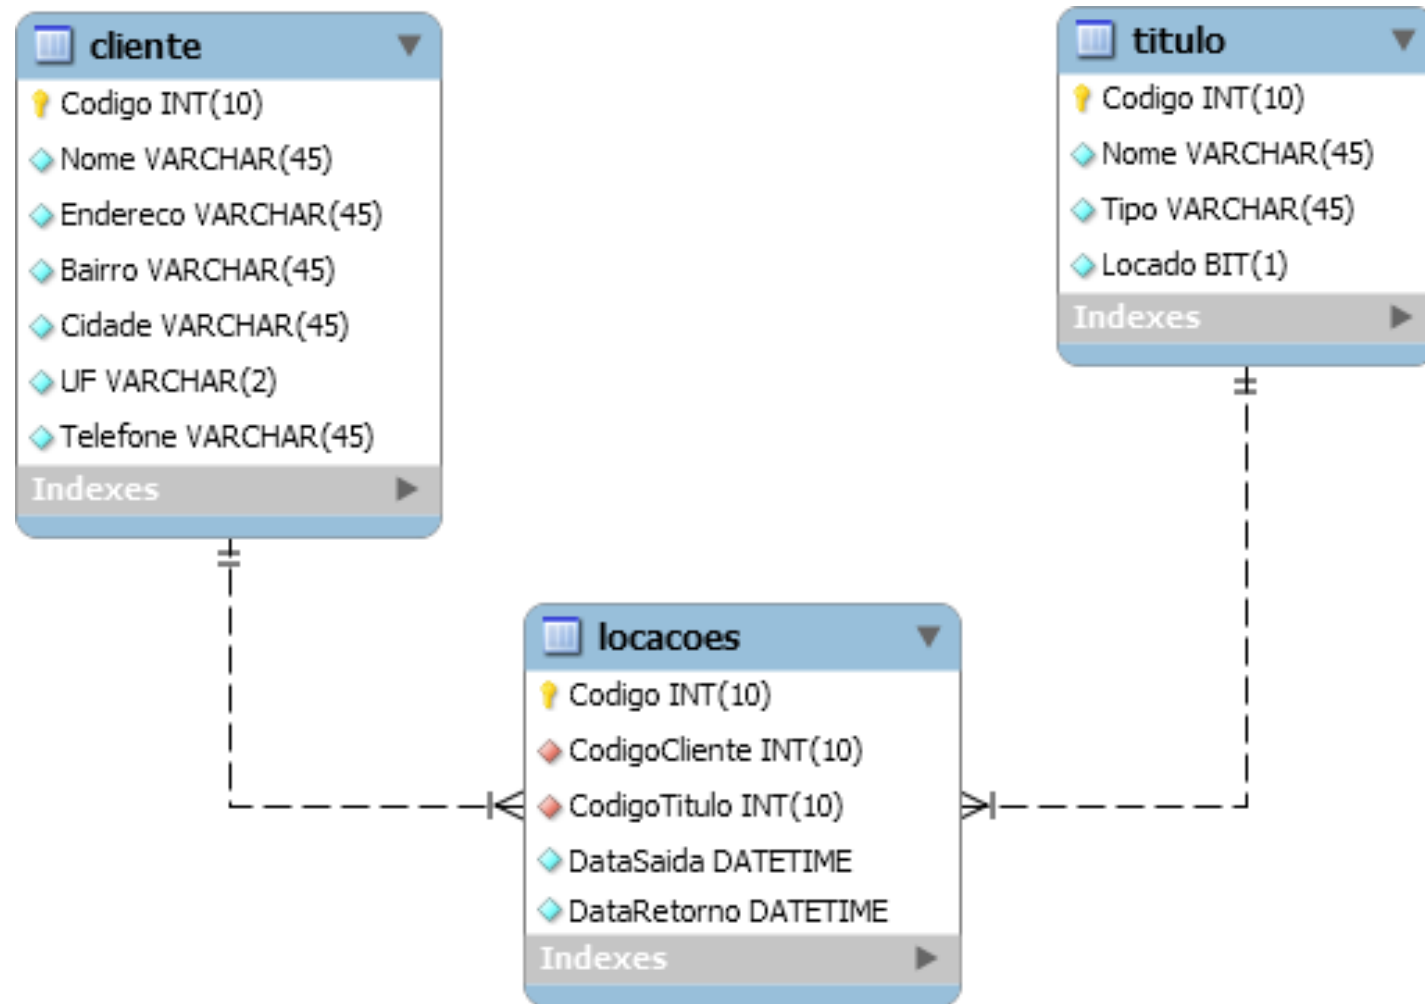 cliente
Codigo INT(10)
Nome VARCHAR(45)
Endereco VARCHAR(45)
Bairro VARCHAR(45)
Cidade VARCHAR(45)
UF VARCHAR(2)
Telefone VARCHAR(45)
Indexes
titulo
Codigo INT(10)
Nome VARCHAR(45)
Tipo VARCHAR(45)
Locado BIT(1)
Indexes
locacoes
Codigo INT(10)
CodigoCliente INT(10)
CodigoTitulo INT(10)
DataSaida DATETIME
DataRetorno DATETIME
Indexes